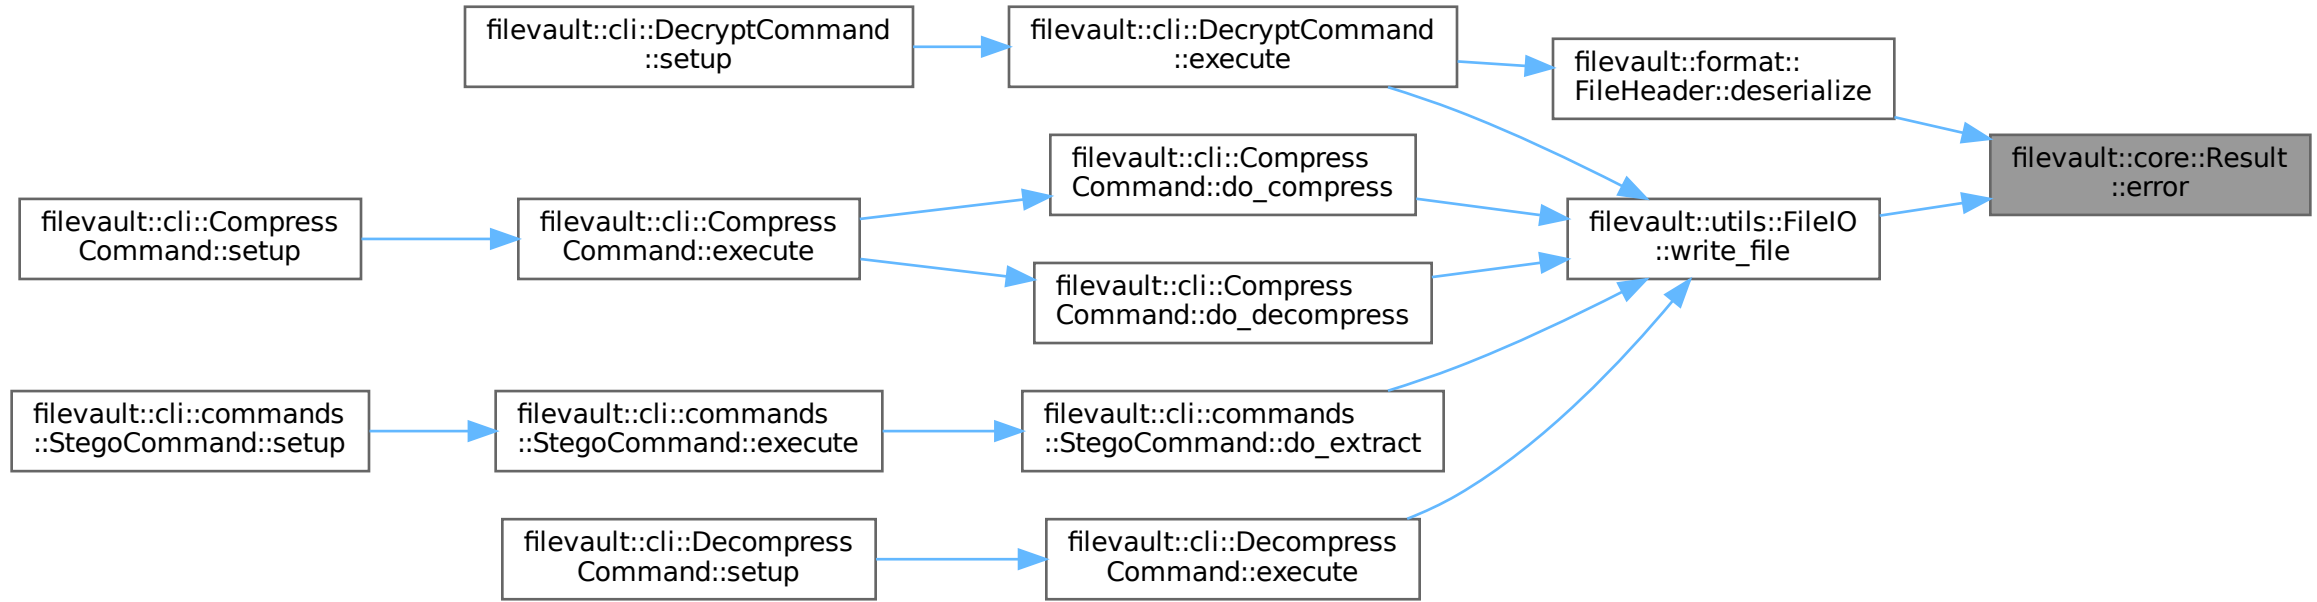 filevault::cli::DecryptCommand
::setup
filevault::cli::DecryptCommand
::execute
filevault::format::
FileHeader::deserialize
filevault::core::Result
::error
filevault::cli::Compress
Command::do_compress
filevault::cli::Compress
Command::setup
filevault::cli::Compress
Command::execute
filevault::utils::FileIO
::write_file
filevault::cli::Compress
Command::do_decompress
filevault::cli::commands
::StegoCommand::setup
filevault::cli::commands
::StegoCommand::execute
filevault::cli::commands
::StegoCommand::do_extract
filevault::cli::Decompress
Command::setup
filevault::cli::Decompress
Command::execute